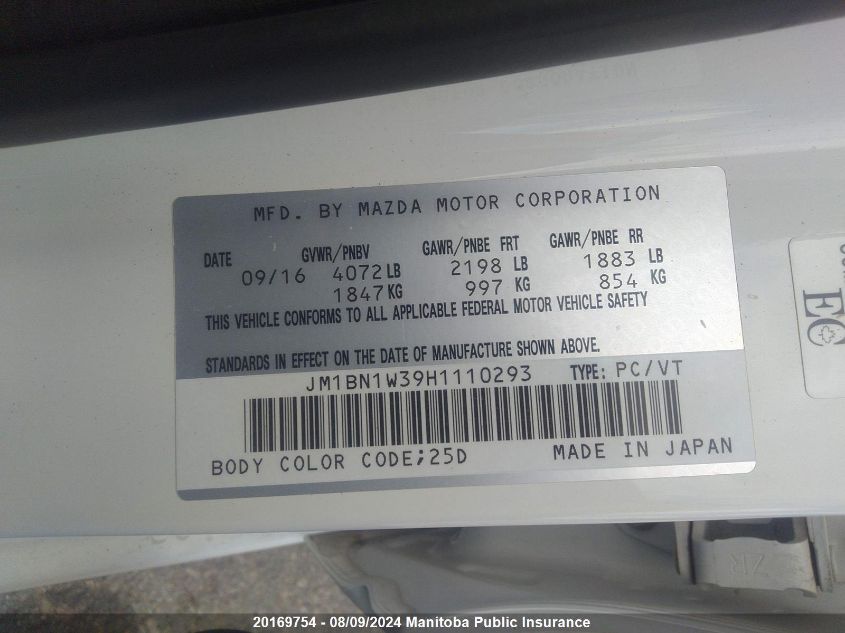 MFD. BY MAZDA MOTOR CORPORATION
DATE GVWR/PNBV GAWR/PNBE FRT GAWR/PNBE RR
09/16 4072 LB 2198 LB 1883 LB
1847 KG 997 KG 854 KG
THIS VEHICLE CONFORMS TO ALL APPLICABLE FEDERAL MOTOR VEHICLE SAFETY
STANDARDS IN EFFECT ON THE DATE OF MANUFACTURE SHOWN ABOVE.
JM1BN1W39H1110293 TYPE: PC/VT
BODY COLOR CODE;25D MADE IN JAPAN
EC
ZR
20169754 - 08/09/2024 Manitoba Public Insurance